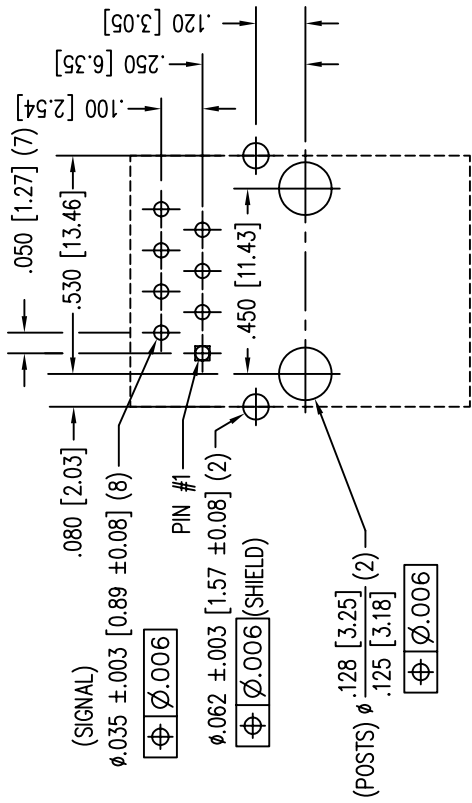 .050 [1.27] (7)
.530 [13.46]
.100 [2.54]
.250 [6.35]
.120 [3.05]
.080 [2.03]
.450 [11.43]
(SIGNAL)
ø.035 ±.003 [0.89 ±0.08] (8)
⌖ Ø.006
PIN #1
ø.062 ±.003 [1.57 ±0.08] (2)
⌖ Ø.006 (SHIELD)
.128 [3.25]
(POSTS) ø (2)
.125 [3.18]
⌖ Ø.006